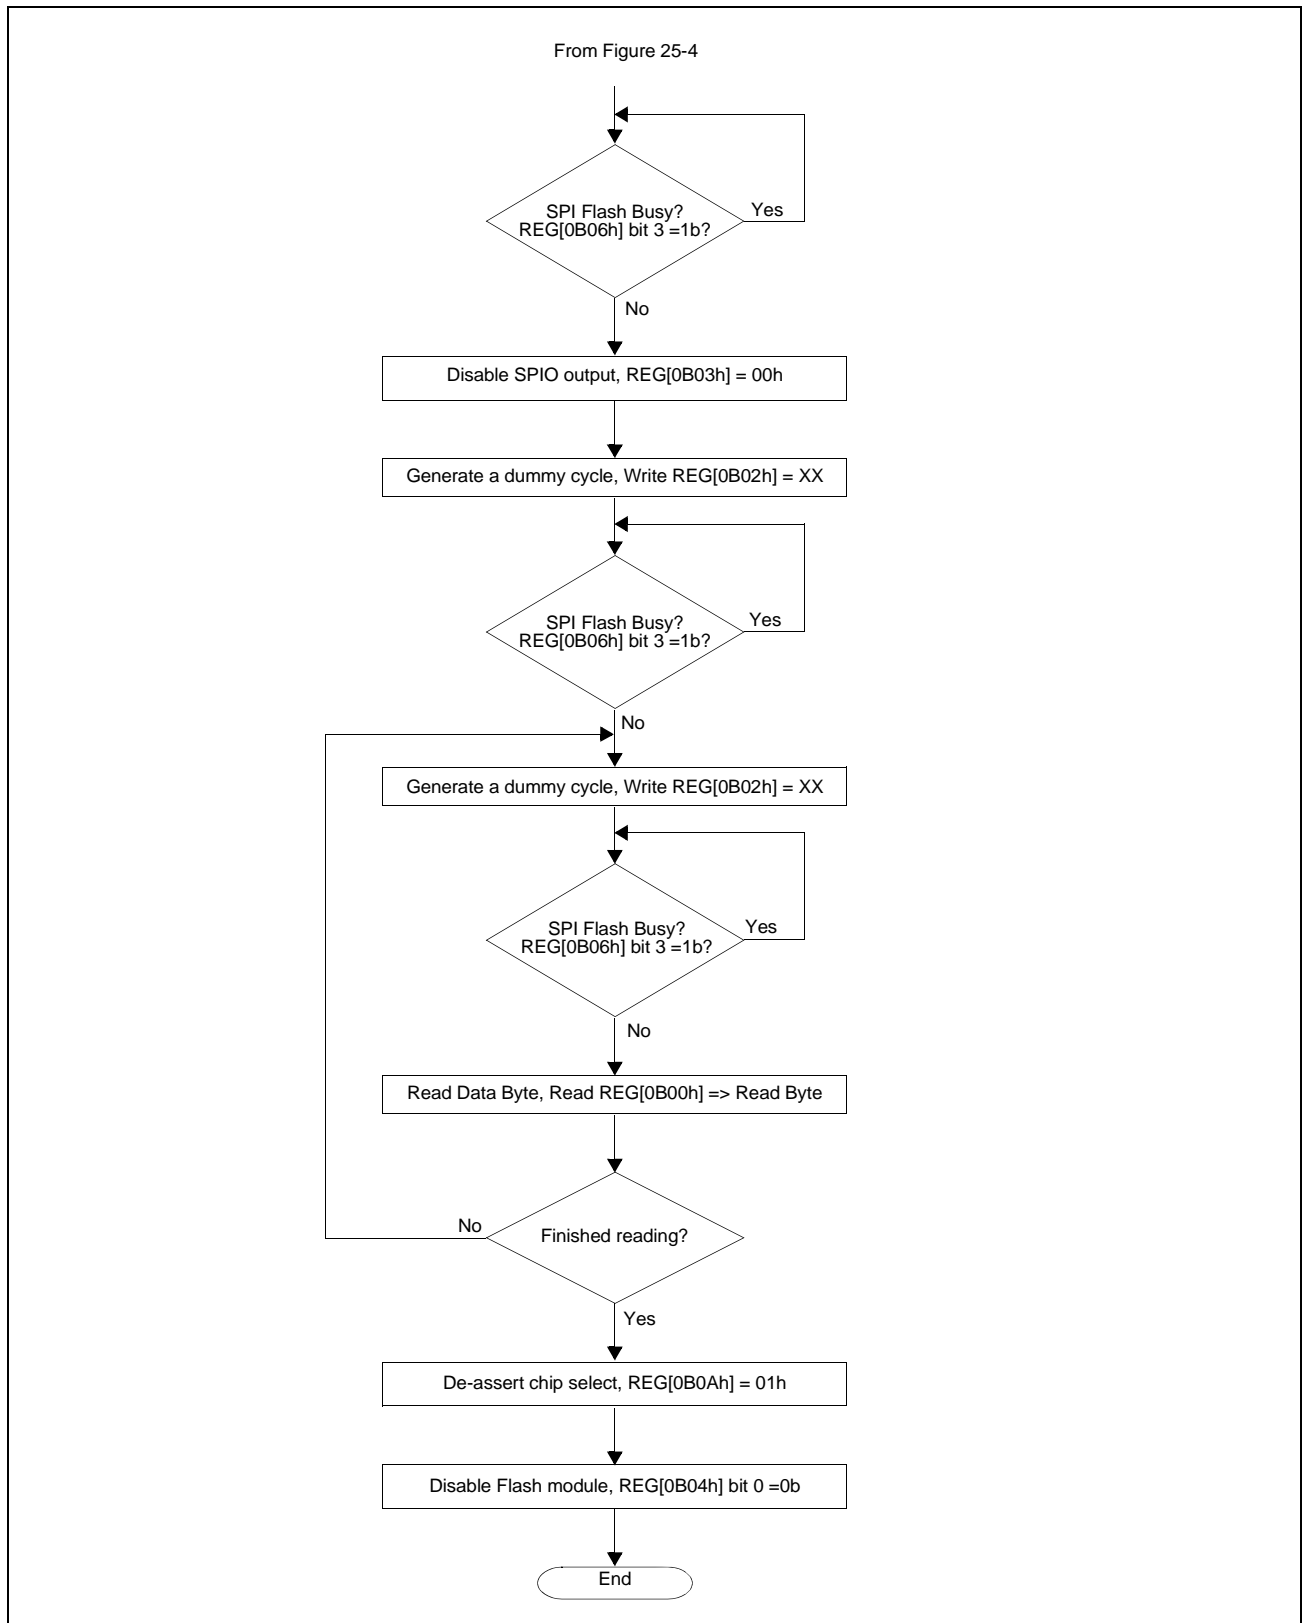 From Figure 25-4
SPI Flash Busy?
REG[0B06h] bit 3 =1b?
Yes
No
Disable SPIO output, REG[0B03h] = 00h
Generate a dummy cycle, Write REG[0B02h] = XX
SPI Flash Busy?
REG[0B06h] bit 3 =1b?
Yes
No
Generate a dummy cycle, Write REG[0B02h] = XX
SPI Flash Busy?
REG[0B06h] bit 3 =1b?
Yes
No
Read Data Byte, Read REG[0B00h] => Read Byte
No
Finished reading?
Yes
De-assert chip select, REG[0B0Ah] = 01h
Disable Flash module, REG[0B04h] bit 0 =0b
End